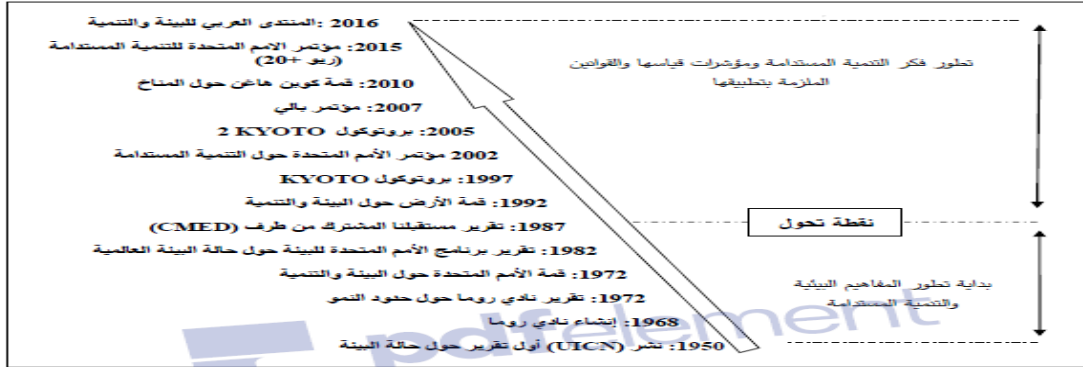 2016 :المنتدى العربي للبيئة والتنمية
2015: مؤتمر الامم المتحدة للتنمية المستدامة
(ريو +20)
2010: قمة كوبن هاغن حول المناخ
2007: مؤتمر بالي
2005: بروتوكول KYOTO 2
2002 مؤتمر الأمم المتحدة حول التنمية المستدامة
1997: بروتوكول KYOTO
1992: قمة الأرض حول البيئة والتنمية
1987: تقرير مستقبلنا المشترك من طرف (CMED)
1982: تقرير برنامج الأمم المتحدة للبيئة حول حالة البيئة العالمية
1972: قمة الأمم المتحدة حول البيئة والتنمية
1972: تقرير نادي روما حول حدود النمو
1968: إنشاء نادي روما
1950: نشر (UICN) أول تقرير حول حالة البيئة
تطور فكر التنمية المستدامة ومؤشرات قياسها والقوانين
الملزمة بتطبيقها
نقطة تحول
بداية تطور المفاهيم البيئية
والتنمية المستدامة
pdfelement